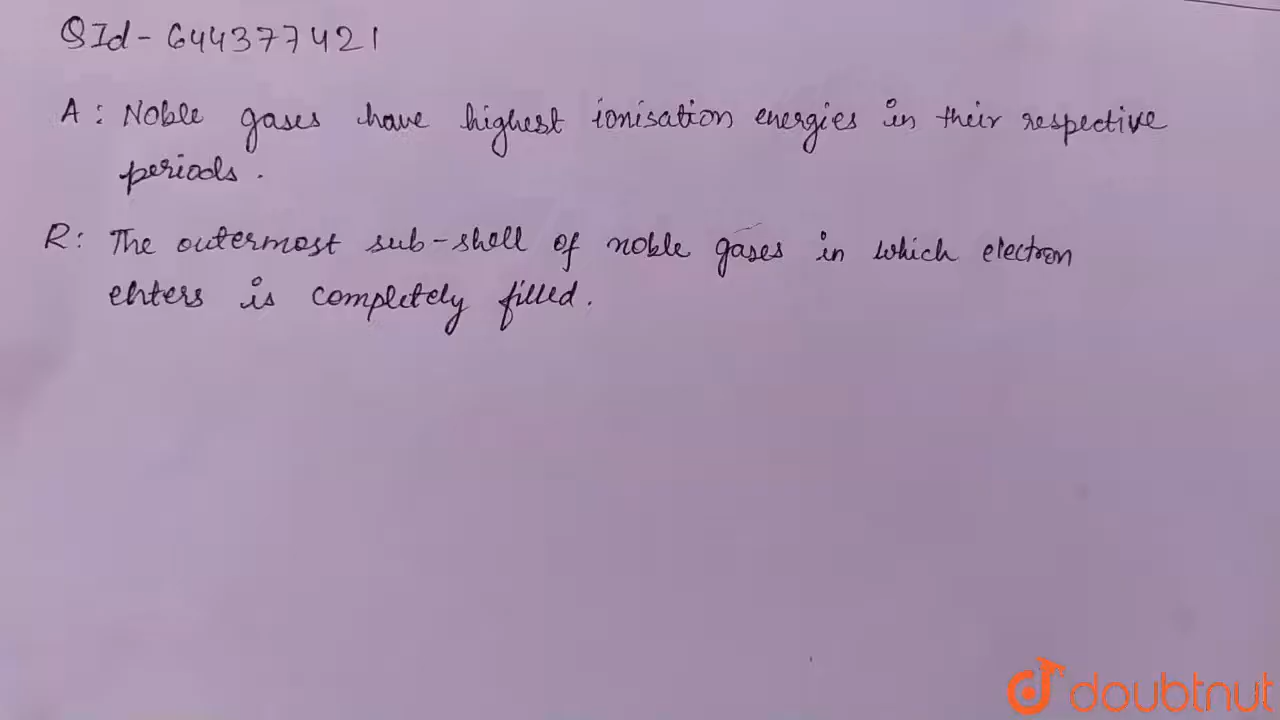 QId - 644377421
A : Noble gases have highest ionisation energies in their respective
periods .
R : The outermost sub-shell of noble gases in which electron
enters is completely filled .
doubtnut